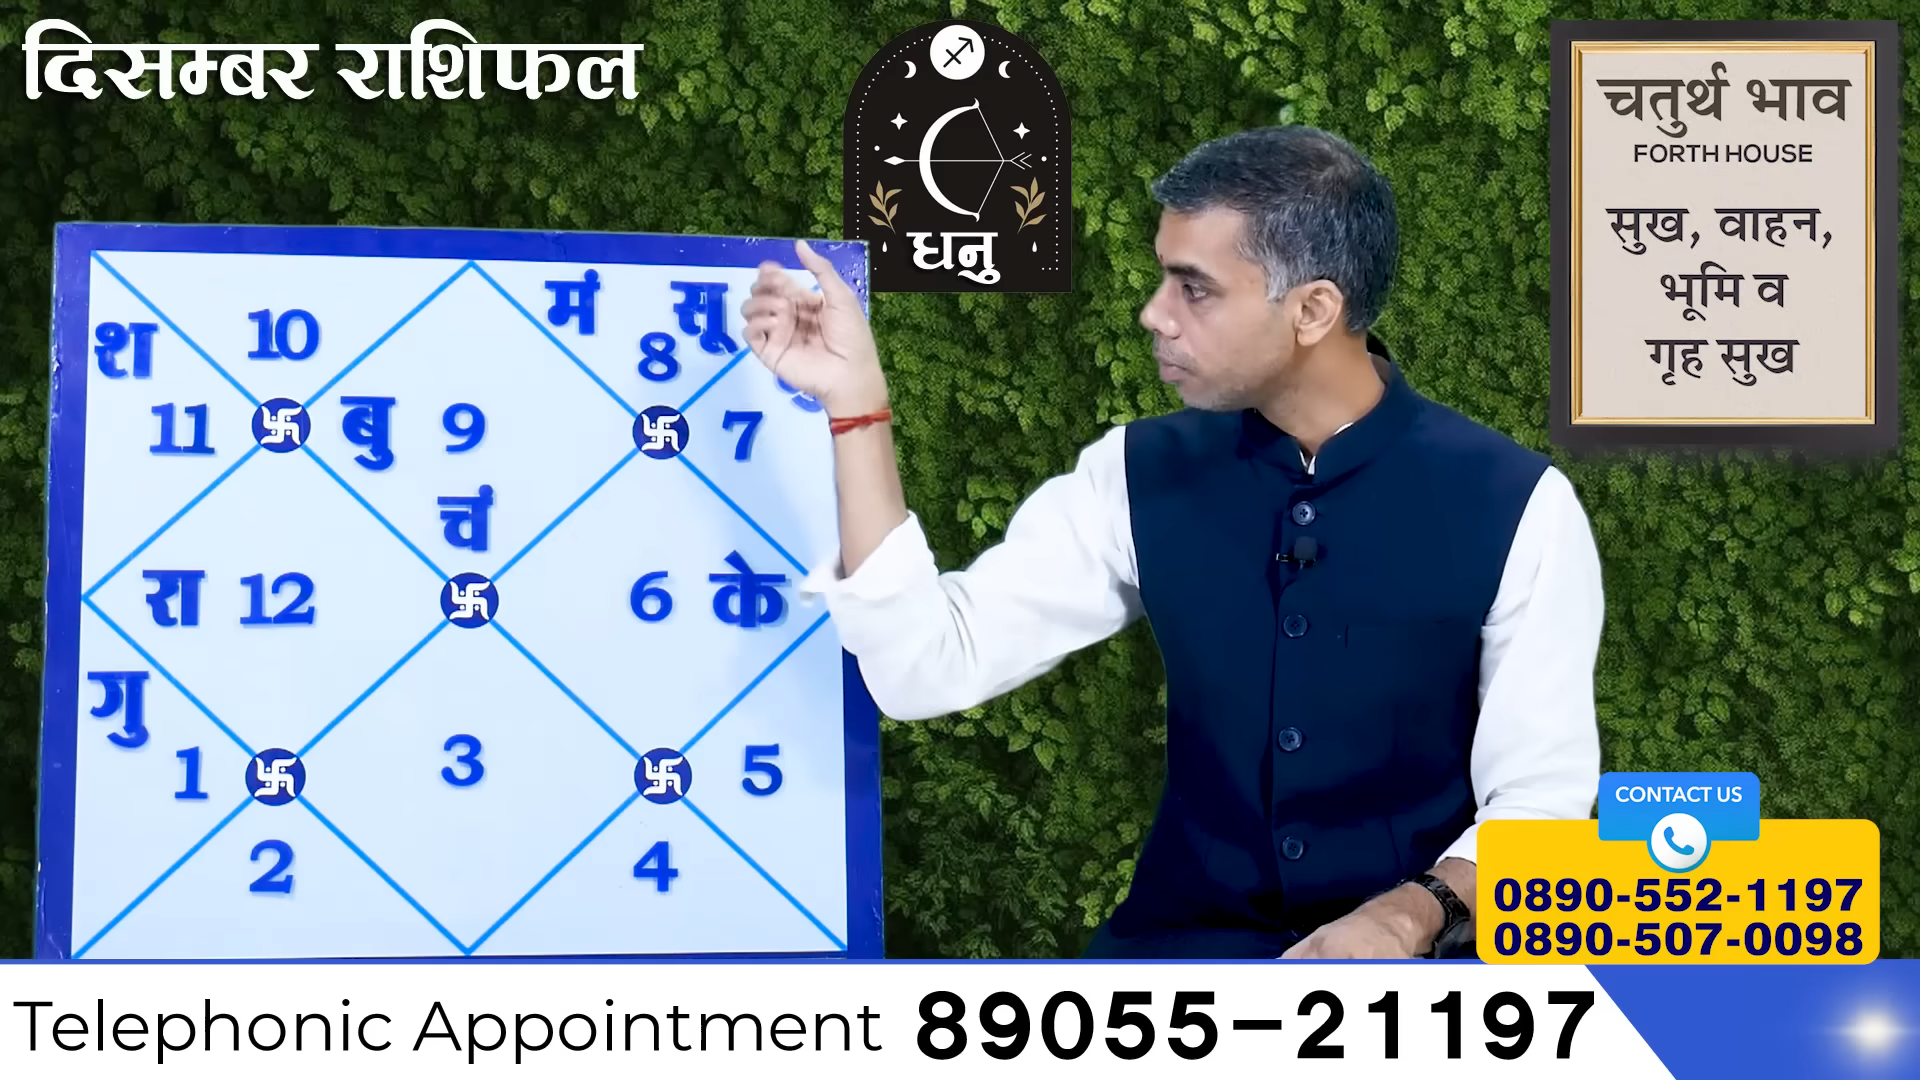 दिसम्बर राशिफल
धनु
चतुर्थ भाव
FORTH HOUSE
सुख, वाहन,
भूमि व
गृह सुख
श 10 मं सू 8
11 बु 9 7
चं
रा 12 6 के
गु
1 3 5
2 4
CONTACT US
0890-552-1197
0890-507-0098
Telephonic Appointment 89055-21197